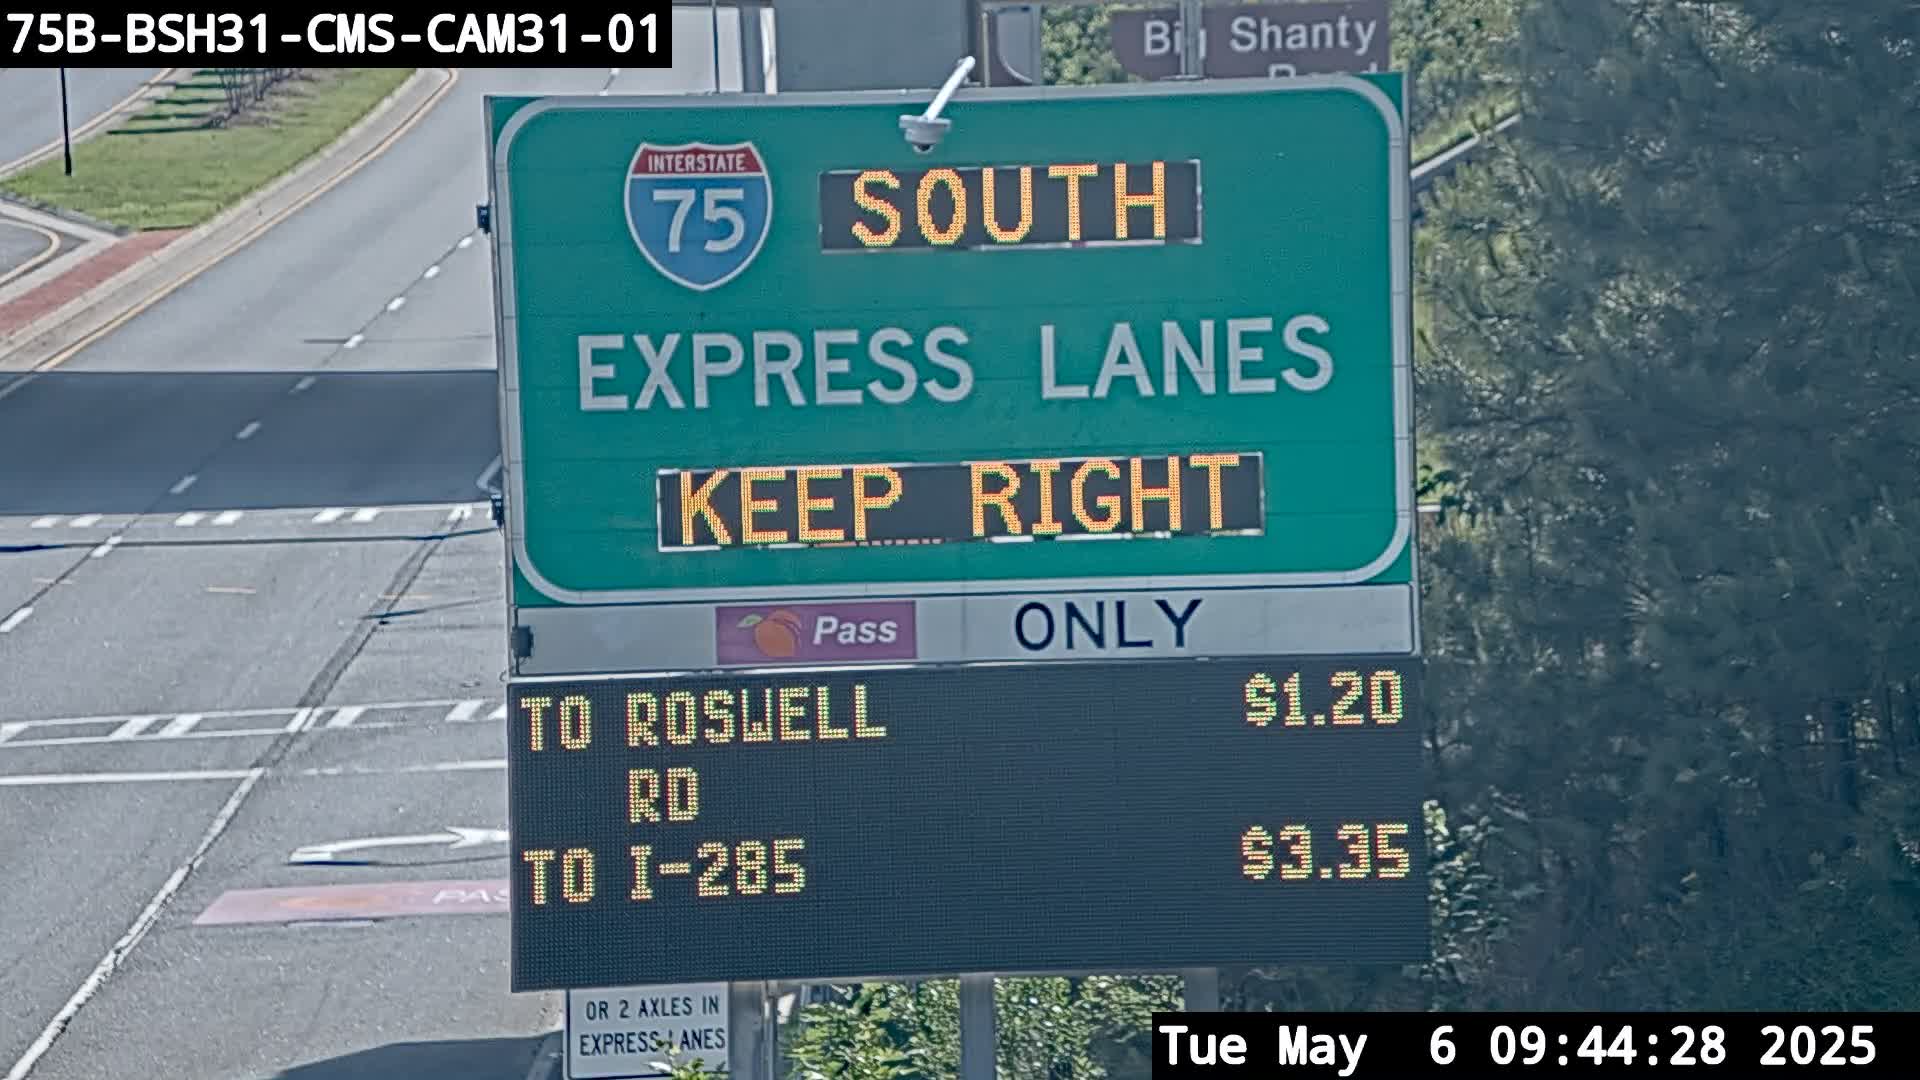 75B-BSH31-CMS-CAM31-01
Big Shanty
Road
INTERSTATE
75
SOUTH
EXPRESS LANES
KEEP RIGHT
Pass ONLY
TO ROSWELL $1.20
RD
TO I-285 $3.35
PAS
OR 2 AXLES IN
EXPRESS LANES
Tue May 6 09:44:28 2025